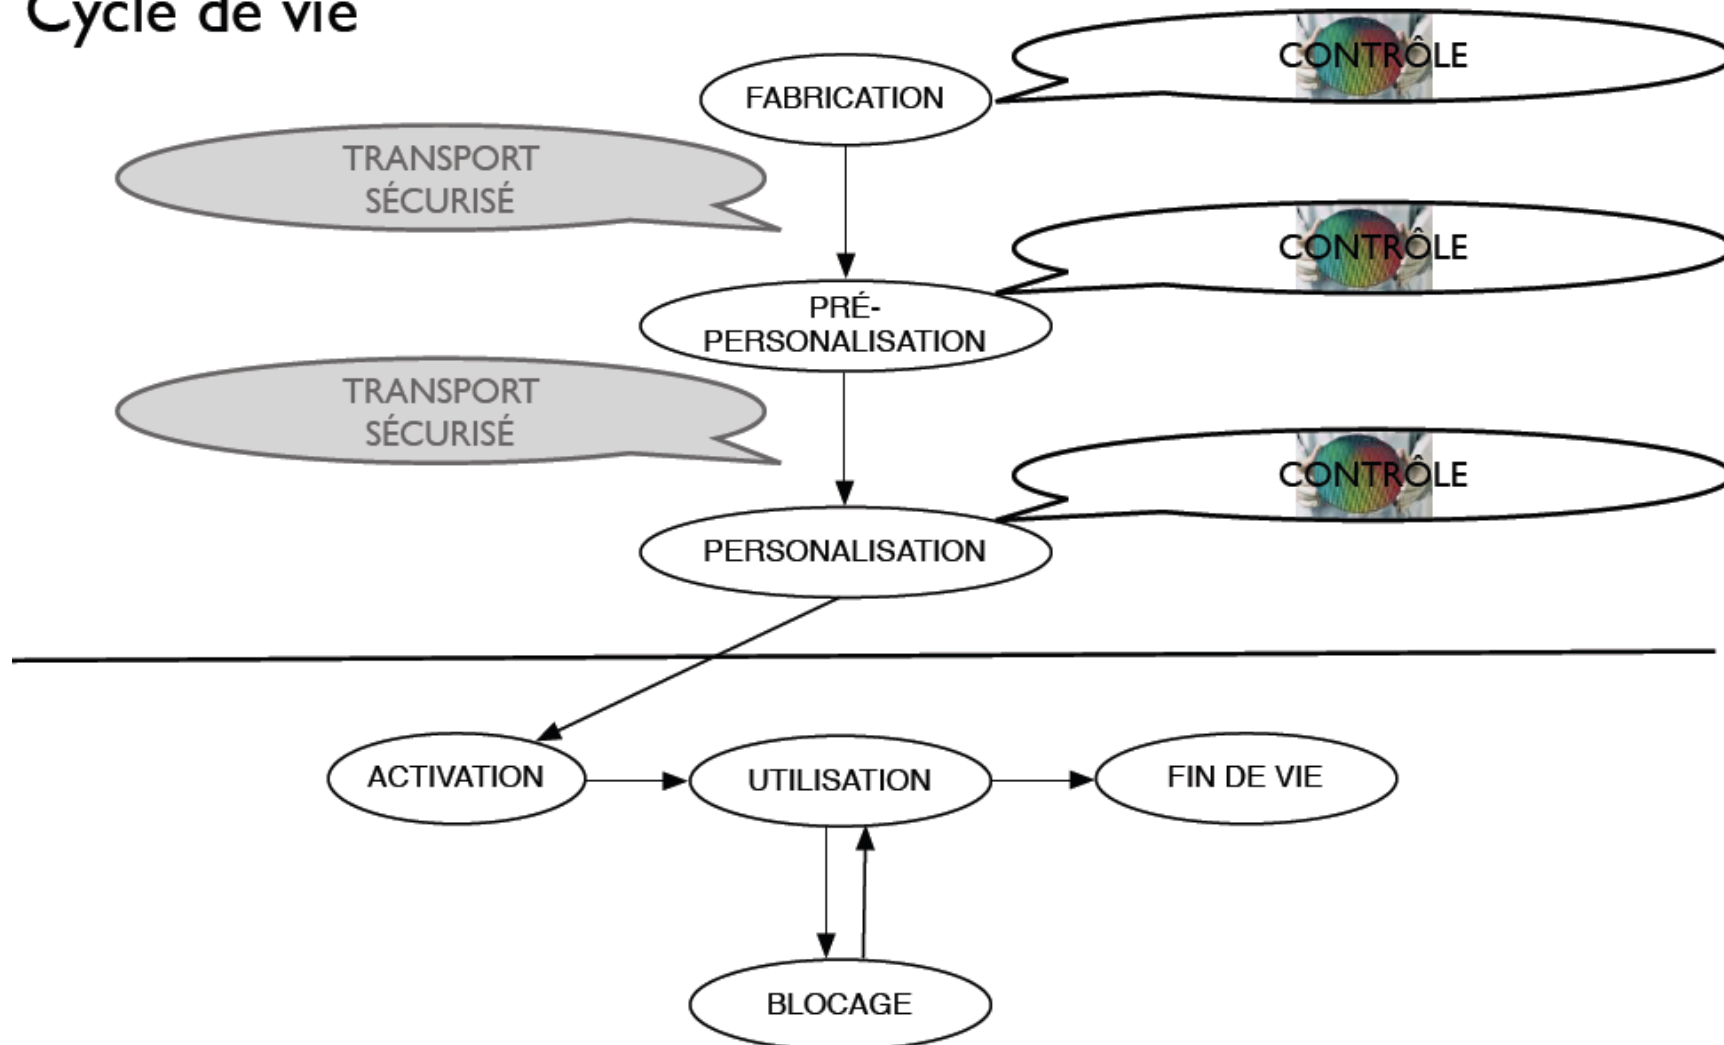 Cycle de vie
CONTRÔLE
FABRICATION
TRANSPORT
SÉCURISÉ
CONTRÔLE
PRÉ-
PERSONALISATION
TRANSPORT
SÉCURISÉ
CONTRÔLE
PERSONALISATION
ACTIVATION
UTILISATION
FIN DE VIE
BLOCAGE